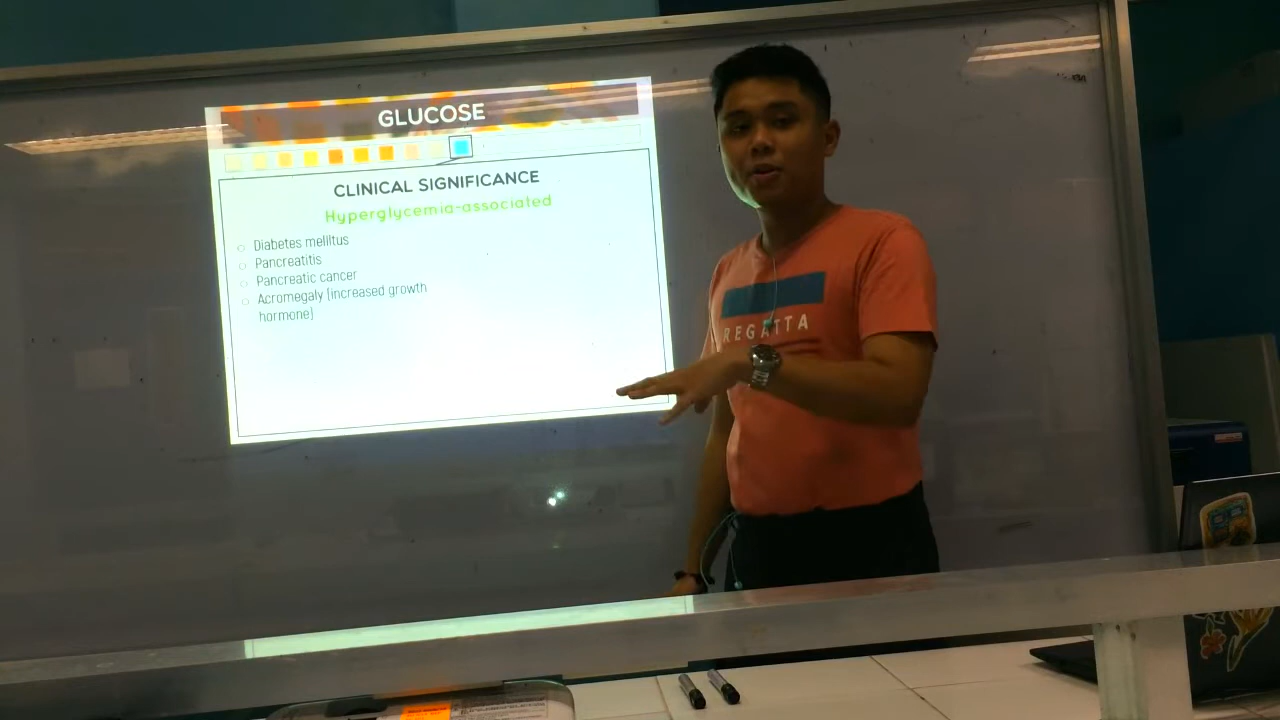 GLUCOSE
CLINICAL SIGNIFICANCE
Hyperglycemia-associated
Diabetes mellitus
Pancreatitis
Pancreatic cancer
Acromegaly (increased growth
hormone)
REGATTA